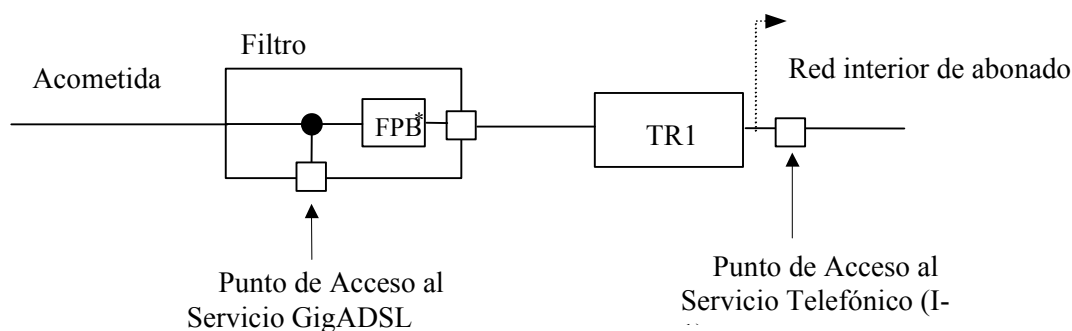 Filtro
Acometida
Red interior de abonado
FPB*
TR1
Punto de Acceso al
Servicio GigADSL
Punto de Acceso al
Servicio Telefónico (I-